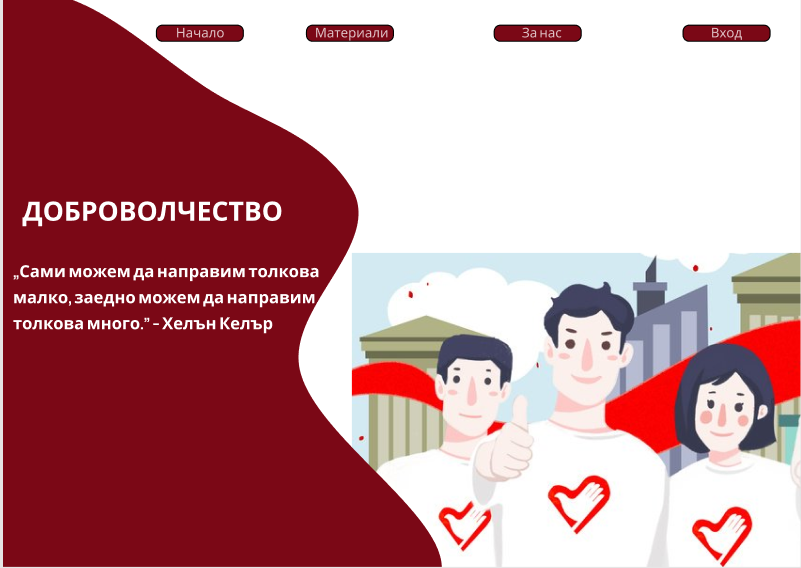 Начало
Материали
За нас
Вход
ДОБРОВОЛЧЕСТВО
„Сами можем да направим толкова
малко, заедно можем да направим
толкова много.” – Хелън Келър